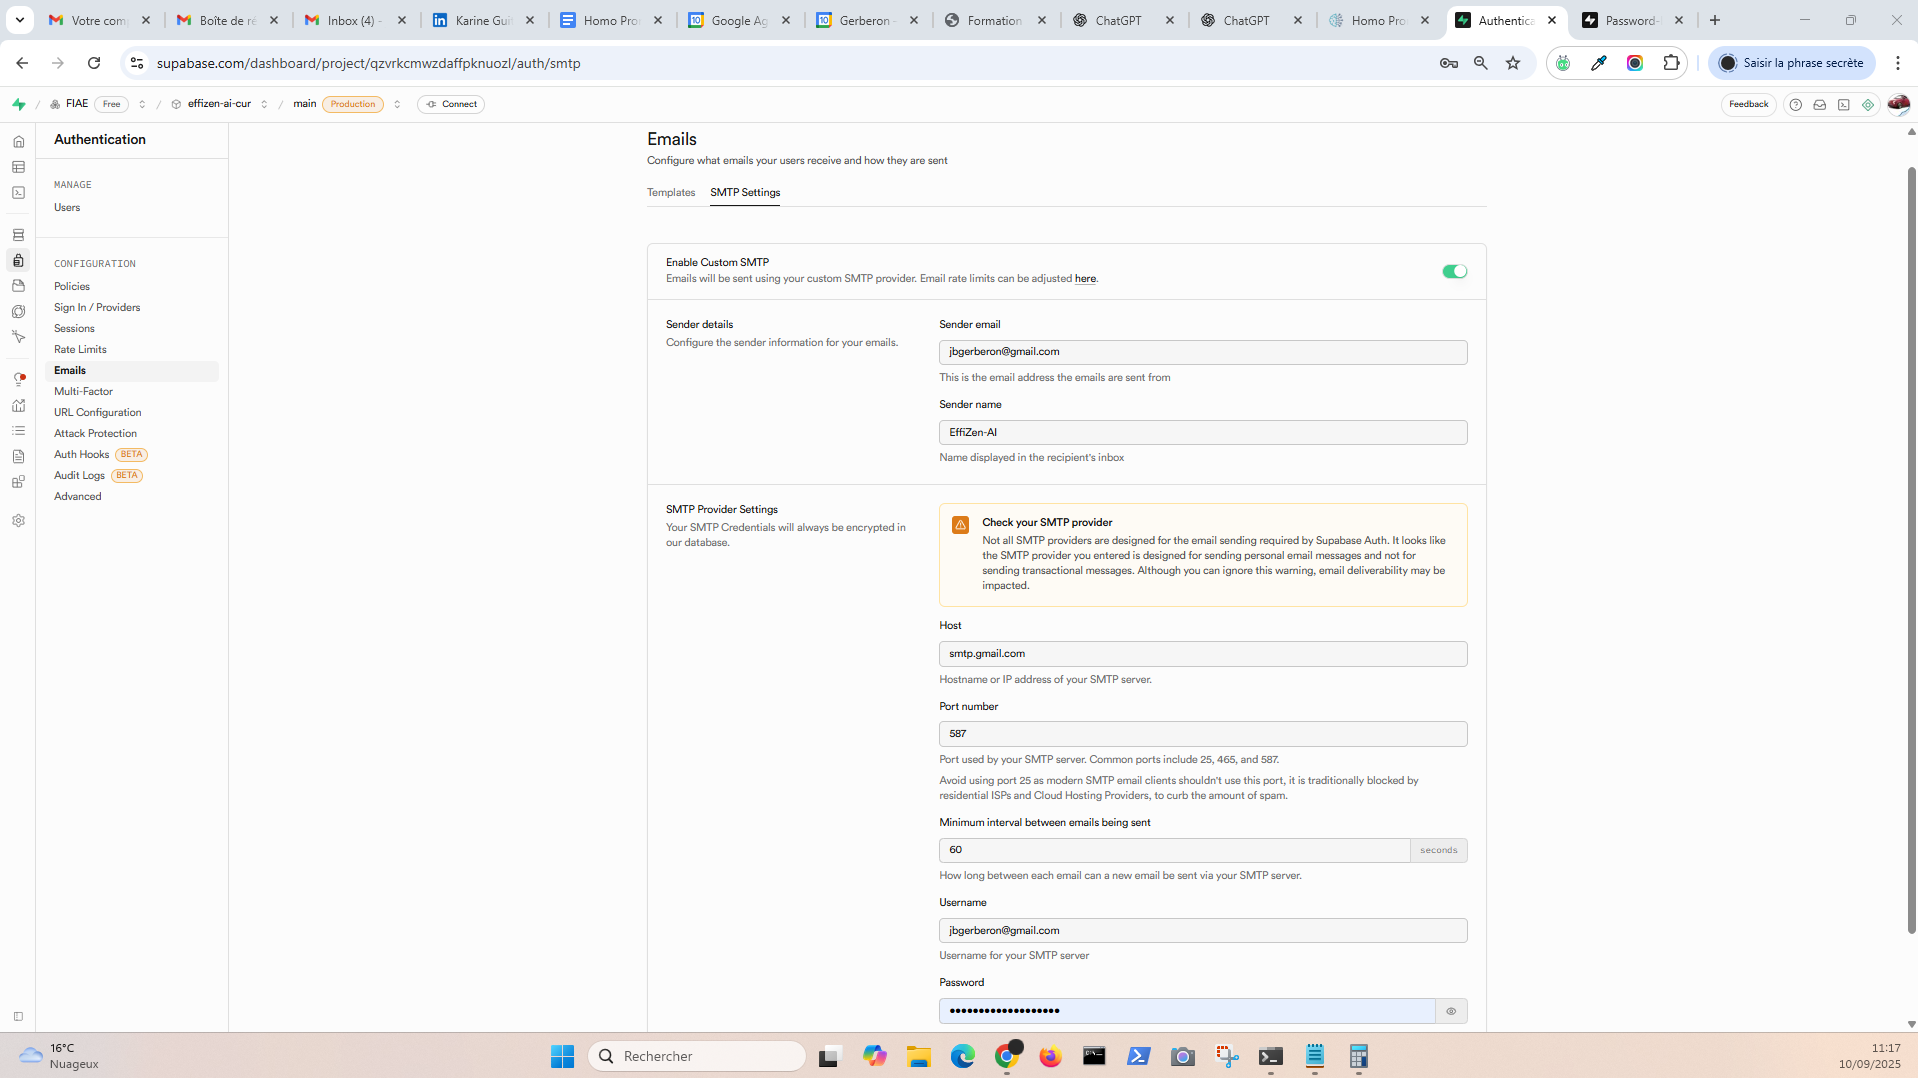 Votre com
Boîte de ré
Inbox (4) -
Karine Gui
Homo Pro
Google Ag
Gerberon -
Formation
ChatGPT
ChatGPT
Homo Pro
Authentica
Password-
supabase.com/dashboard/project/qzvrkcmwzdaffpknuozl/auth/smtp
Saisir la phrase secrète
FIAE Free / effizen-ai-cur / main Production Connect
Feedback
Authentication
MANAGE
Users
CONFIGURATION
Policies
Sign In / Providers
Sessions
Rate Limits
Emails
Multi-Factor
URL Configuration
Attack Protection
Auth Hooks BETA
Audit Logs BETA
Advanced
Emails
Configure what emails your users receive and how they are sent
Templates SMTP Settings
Enable Custom SMTP
Emails will be sent using your custom SMTP provider. Email rate limits can be adjusted here.
Sender details
Configure the sender information for your emails.
Sender email
jbgerberon@gmail.com
This is the email address the emails are sent from
Sender name
EffiZen-AI
Name displayed in the recipient's inbox
SMTP Provider Settings
Your SMTP Credentials will always be encrypted in
our database.
Check your SMTP provider
Not all SMTP providers are designed for the email sending required by Supabase Auth. It looks like
the SMTP provider you entered is designed for sending personal email messages and not for
sending transactional messages. Although you can ignore this warning, email deliverability may be
impacted.
Host
smtp.gmail.com
Hostname or IP address of your SMTP server.
Port number
587
Port used by your SMTP server. Common ports include 25, 465, and 587.
Avoid using port 25 as modern SMTP email clients shouldn't use this port, it is traditionally blocked by
residential ISPs and Cloud Hosting Providers, to curb the amount of spam.
Minimum interval between emails being sent
60 seconds
How long between each email can a new email be sent via your SMTP server.
Username
jbgerberon@gmail.com
Username for your SMTP server
Password
•••••••••••••••••••
16°C
Nuageux
Rechercher
11:17
10/09/2025